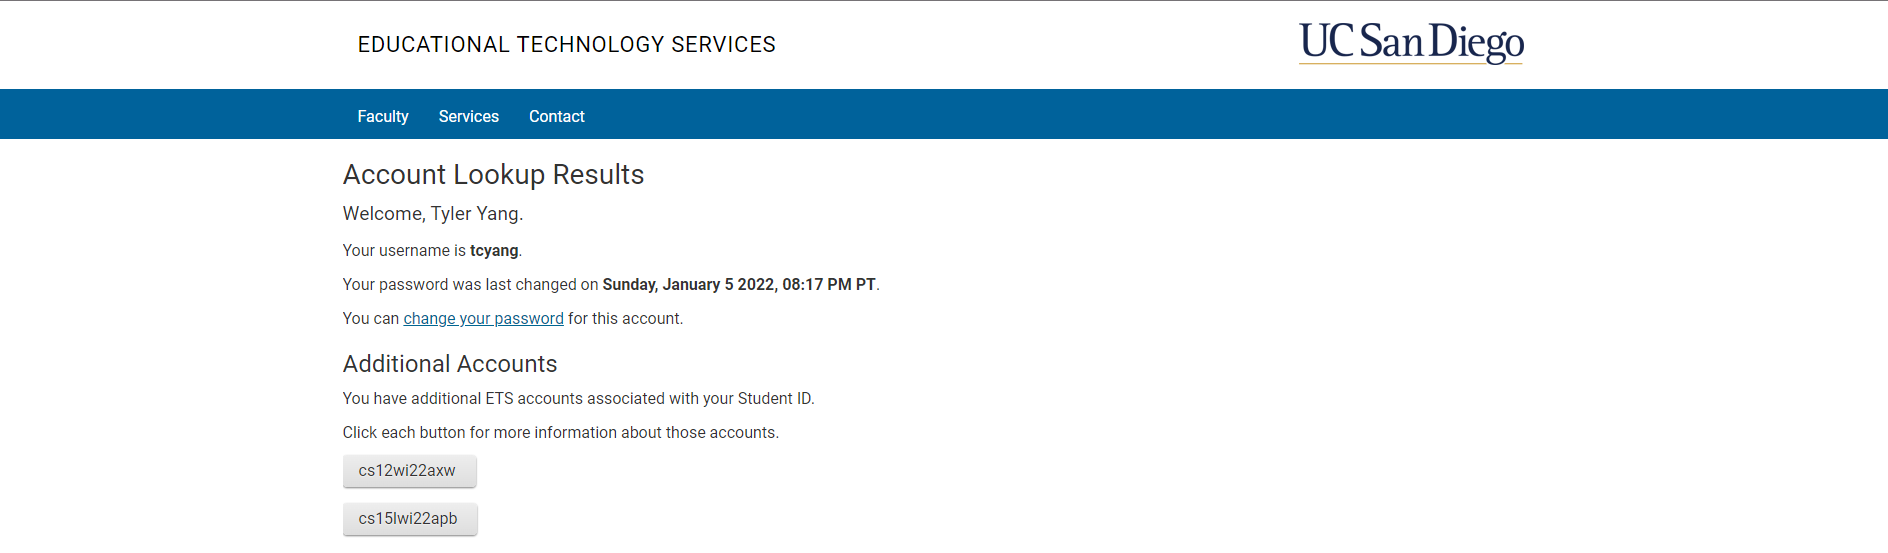 EDUCATIONAL TECHNOLOGY SERVICES
UC San Diego
Faculty Services Contact
Account Lookup Results
Welcome, Tyler Yang.
Your username is tcyang.
Your password was last changed on Sunday, January 5 2022, 08:17 PM PT.
You can change your password for this account.
Additional Accounts
You have additional ETS accounts associated with your Student ID.
Click each button for more information about those accounts.
cs12wi22axw
cs15lwi22apb